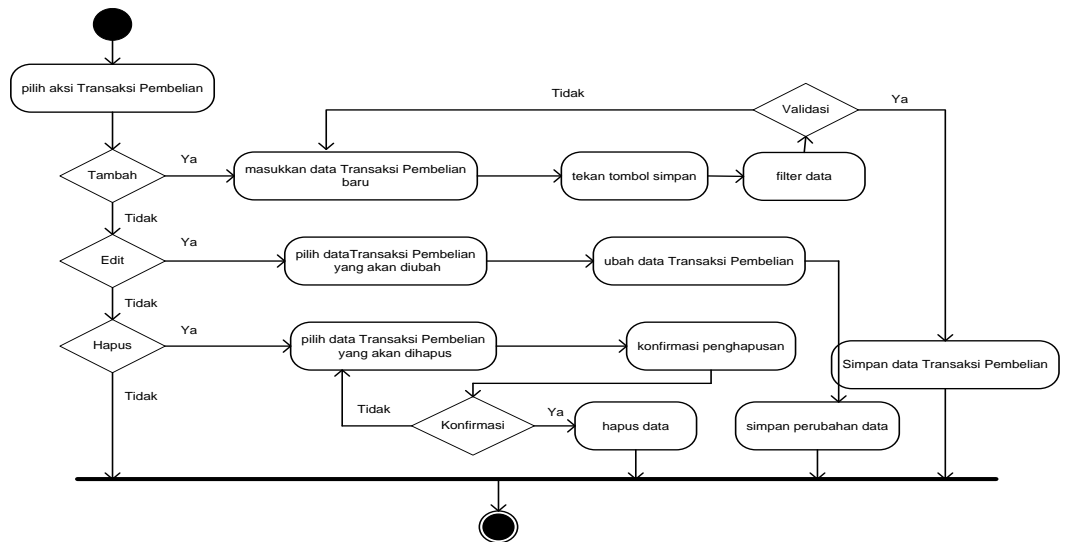 pilih aksi Transaksi Pembelian
Tidak
Validasi
Ya
Tambah
Ya
masukkan data Transaksi Pembelian
baru
tekan tombol simpan
filter data
Tidak
Edit
Ya
pilih dataTransaksi Pembelian
yang akan diubah
ubah data Transaksi Pembelian
Tidak
Hapus
Ya
pilih data Transaksi Pembelian
yang akan dihapus
konfirmasi penghapusan
Simpan data Transaksi Pembelian
Tidak
Tidak
Konfirmasi
Ya
hapus data
simpan perubahan data